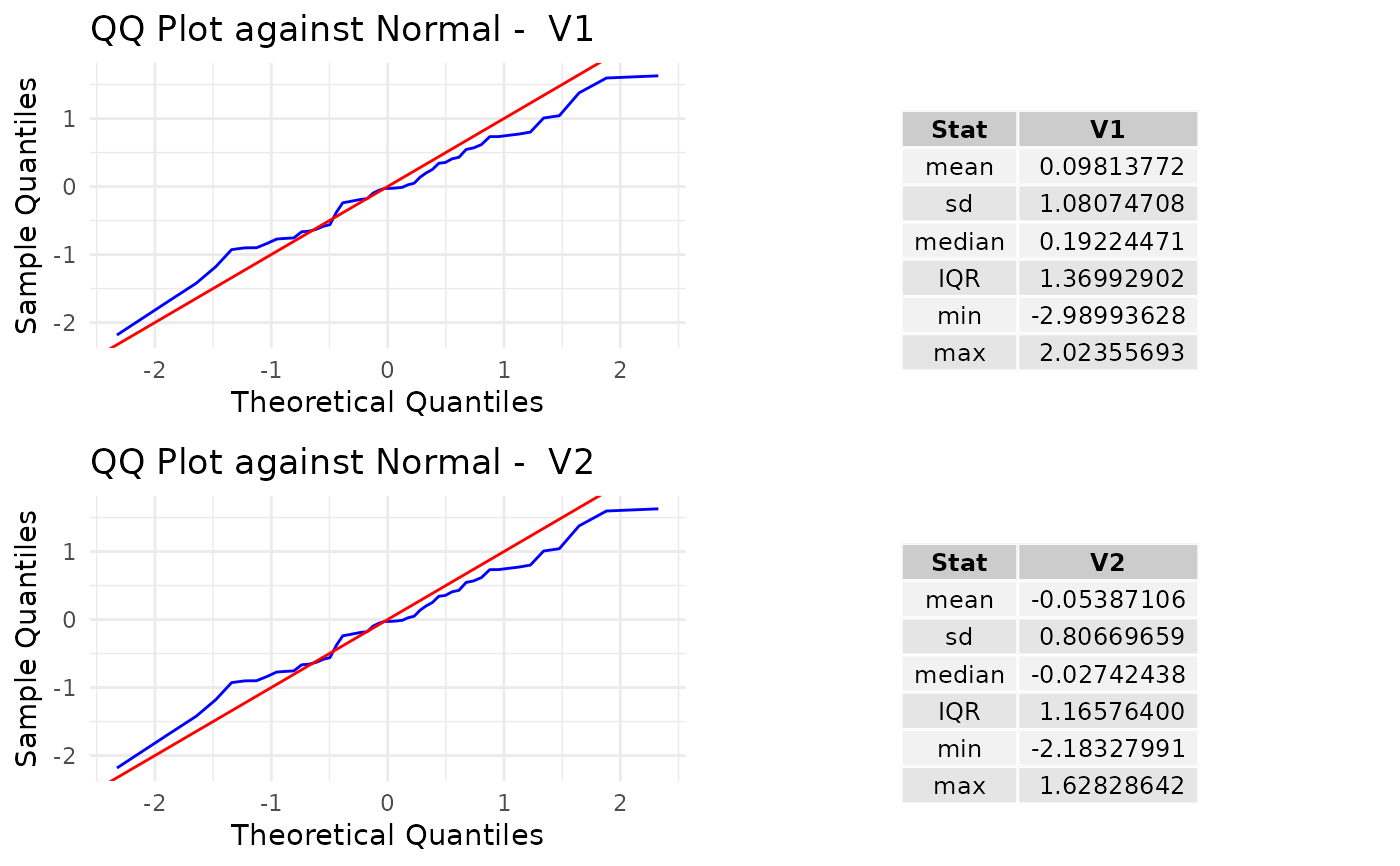 QQ Plot against Normal -  V1
Sample Quantiles
1
0
-1
-2
-2 -1 0 1 2
Theoretical Quantiles
Stat V1
mean 0.09813772
sd 1.08074708
median 0.19224471
IQR 1.36992902
min -2.98993628
max 2.02355693
QQ Plot against Normal -  V2
Sample Quantiles
1
0
-1
-2
-2 -1 0 1 2
Theoretical Quantiles
Stat V2
mean -0.05387106
sd 0.80669659
median -0.02742438
IQR 1.16576400
min -2.18327991
max 1.62828642